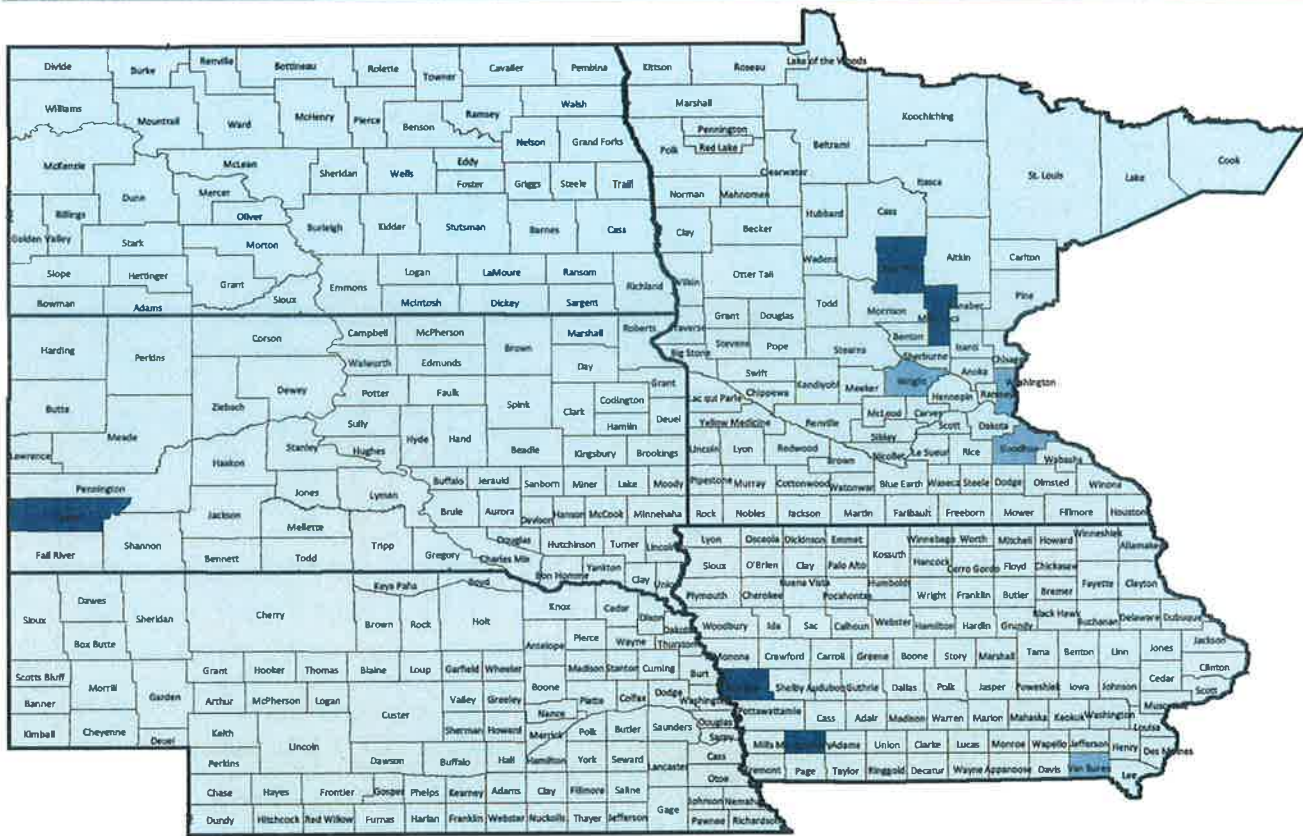 Divide Burke Renville Bottineau Rolette Towner Cavalier Pembina Kittson Roseau Lake of the Woods
Williams Mountrail Ward McHenry Pierce Benson Ramsey Walsh Marshall Koochiching
Nelson Grand Forks Polk Pennington Red Lake Beltrami
McKenzie McLean Sheridan Wells Eddy Clearwater Itasca St. Louis Lake Cook
Dunn Mercer Foster Griggs Steele Traill Norman Mahnomen
Billings Oliver Hubbard Cass
Golden Valley Stark Morton Burleigh Kidder Stutsman Barnes Cass Clay Becker
Wadena Aitkin Carlton
Slope Hettinger Grant Sioux Emmons Logan LaMoure Ransom Richland Wilkin Otter Tail
Bowman Adams McIntosh Dickey Sargent Todd Morrison Pine
Grant Douglas
Harding Perkins Corson Campbell McPherson Brown Marshall Roberts Traverse Stevens Pope Stearns Benton Isanti
Walworth Edmunds Day Big Stone Sherburne Chisago
Dewey Swift Anoka Washington
Butte Meade Ziebach Potter Faulk Spink Clark Codington Grant Lac qui Parle Chippewa Kandiyohi Meeker Wright Hennepin Ramsey
Sully Hamlin Deuel Yellow Medicine Renville McLeod Carver Scott Dakota
Lawrence Haakon Stanley Hughes Hyde Hand Beadle Kingsbury Brookings Lincoln Lyon Redwood Brown Sibley Nicollet Le Sueur Rice Goodhue Wabasha
Pennington Jones Lyman Buffalo Jerauld Sanborn Miner Lake Moody Pipestone Murray Cottonwood Watonwan Blue Earth Waseca Steele Dodge Olmsted Winona
Jackson Brule Aurora Davison Hanson McCook Minnehaha Rock Nobles Jackson Martin Faribault Freeborn Mower Fillmore Houston
Fall River Shannon Bennett Mellette Todd Tripp Gregory Douglas Charles Mix Hutchinson Turner Lincoln Lyon Osceola Dickinson Emmet Kossuth Winnebago Worth Mitchell Howard Winneshiek Allamakee
Bon Homme Yankton Clay Union Sioux O'Brien Clay Palo Alto Hancock Cerro Gordo Floyd Chickasaw
Keya Paha Boyd Plymouth Cherokee Buena Vista Pocahontas Humboldt Wright Franklin Butler Bremer Fayette Clayton
Sioux Dawes Sheridan Cherry Brown Rock Holt Knox Cedar Dixon Dakota Woodbury Ida Sac Calhoun Webster Hamilton Hardin Grundy Black Hawk Buchanan Delaware Dubuque
Box Butte Antelope Pierce Wayne Thurston
Scotts Bluff Morrill Garden Grant Hooker Thomas Blaine Loup Garfield Wheeler Madison Stanton Cuming Burt Monona Crawford Carroll Greene Boone Story Marshall Tama Benton Linn Jones Jackson
Banner Arthur McPherson Logan Custer Valley Greeley Boone Platte Colfax Dodge Washington Shelby Audubon Guthrie Dallas Polk Jasper Poweshiek Iowa Johnson Cedar Clinton Scott
Nance
Kimball Cheyenne Deuel Keith Lincoln Sherman Howard Merrick Polk Butler Saunders Douglas Sarpy Pottawattamie Cass Adair Madison Warren Marion Mahaska Keokuk Washington Louisa
Perkins Dawson Buffalo Hall Hamilton York Seward Lancaster Cass Otoe Mills Adams Union Clarke Lucas Monroe Wapello Jefferson Henry Des Moines
Chase Hayes Frontier Gosper Phelps Kearney Adams Clay Fillmore Saline Gage Johnson Nemaha Page Taylor Ringgold Decatur Wayne Appanoose Davis Van Buren Lee
Dundy Hitchcock Red Willow Furnas Harlan Franklin Webster Nuckolls Thayer Jefferson Pawnee Richardson